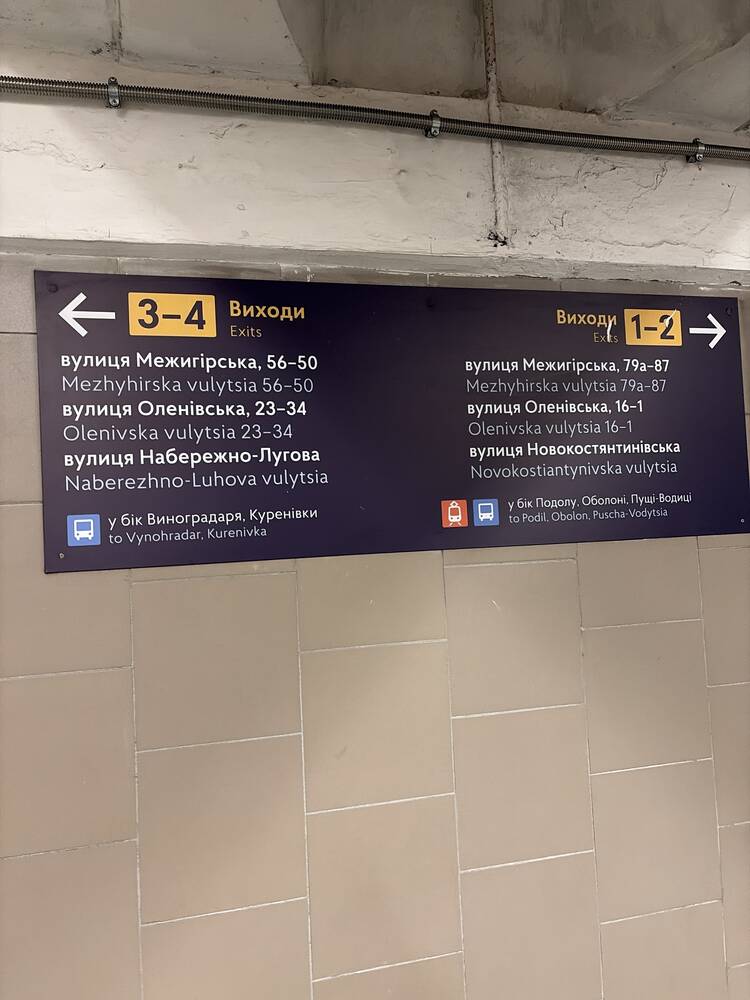 3–4 Виходи
Exits
вулиця Межигірська, 56–50
Mezhyhirska vulytsia 56–50
вулиця Оленівська, 23–34
Olenivska vulytsia 23–34
вулиця Набережно-Лугова
Naberezhno-Luhova vulytsia
у бік Виноградаря, Куренівки
to Vynohradar, Kurenivka
Виходи 1–2
Exits
вулиця Межигірська, 79а–87
Mezhyhirska vulytsia 79a–87
вулиця Оленівська, 16–1
Olenivska vulytsia 16–1
вулиця Новокостянтинівська
Novokostiantynivska vulytsia
у бік Подолу, Оболоні, Пущі-Водиці
to Podil, Obolon, Puscha-Vodytsia